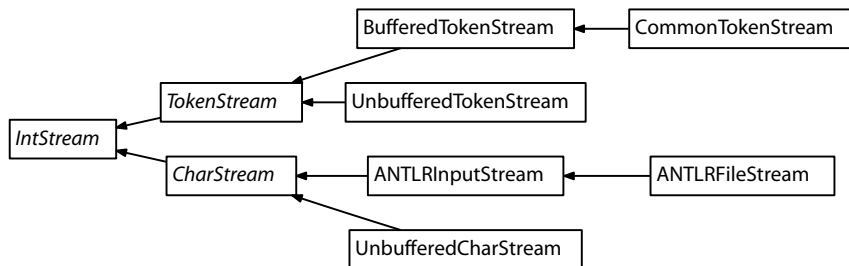 BufferedTokenStream
CommonTokenStream
TokenStream
UnbufferedTokenStream
IntStream
CharStream
ANTLRInputStream
ANTLRFileStream
UnbufferedCharStream